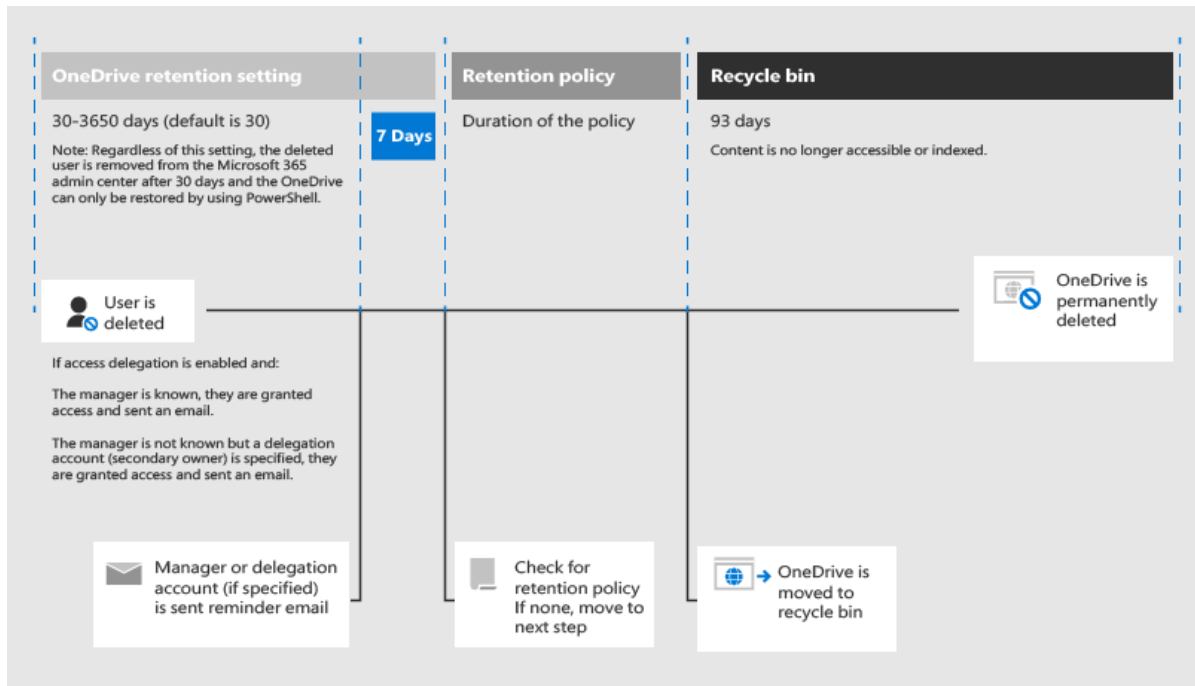 OneDrive retention setting
Retention policy
Recycle bin
30-3650 days (default is 30)
7 Days
Duration of the policy
93 days
Note: Regardless of this setting, the deleted
user is removed from the Microsoft 365
admin center after 30 days and the OneDrive
can only be restored by using PowerShell.
Content is no longer accessible or indexed.
User is
deleted
OneDrive is
permanently
deleted
If access delegation is enabled and:
The manager is known, they are granted
access and sent an email.
The manager is not known but a delegation
account (secondary owner) is specified, they
are granted access and sent an email.
Manager or delegation
account (if specified)
is sent reminder email
Check for
retention policy
If none, move to
next step
OneDrive is
moved to
recycle bin